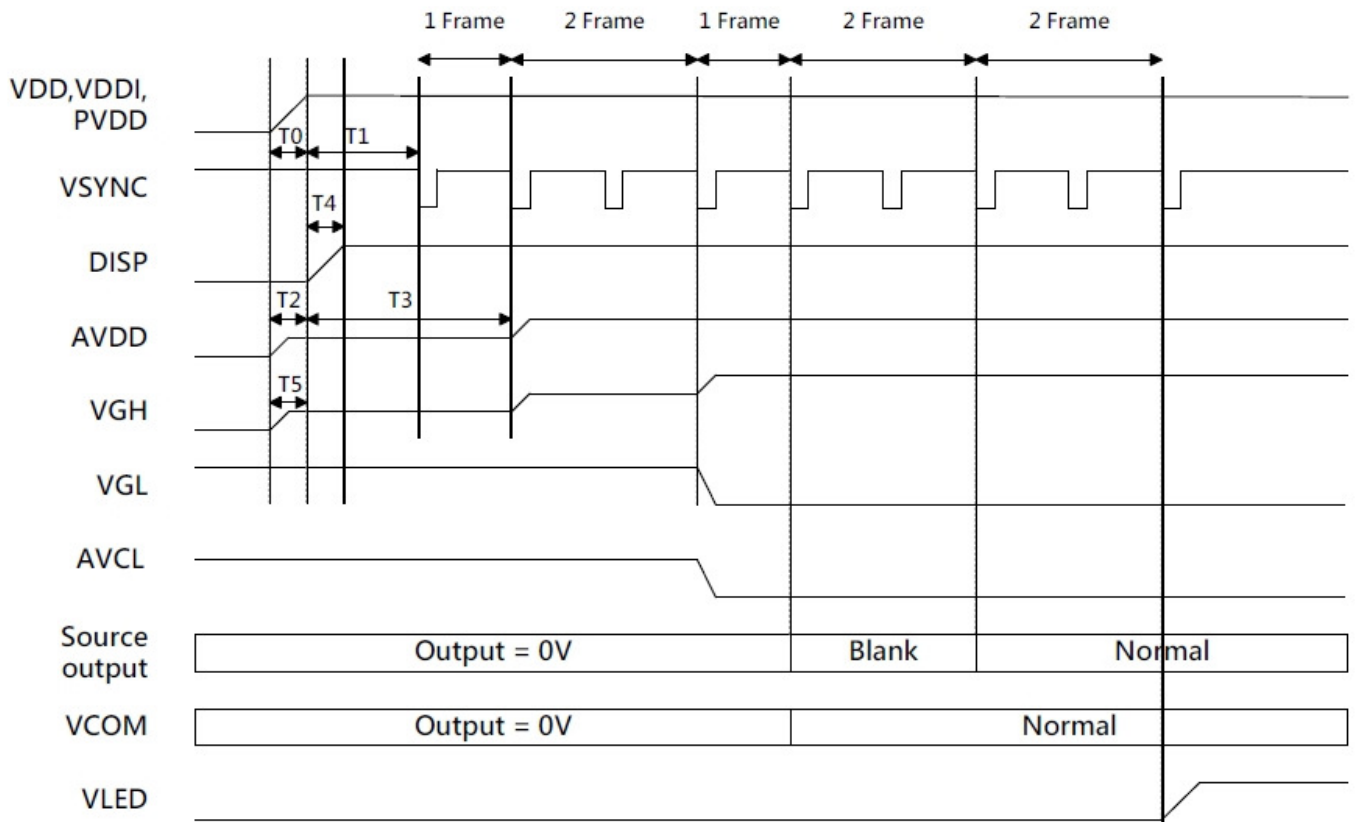 1 Frame 2 Frame 1 Frame 2 Frame 2 Frame
VDD,VDDI,
PVDD
T0 T1
VSYNC
T4
DISP
T2 T3
AVDD
T5
VGH
VGL
AVCL
Source
output
Output = 0V Blank Normal
VCOM Output = 0V Normal
VLED